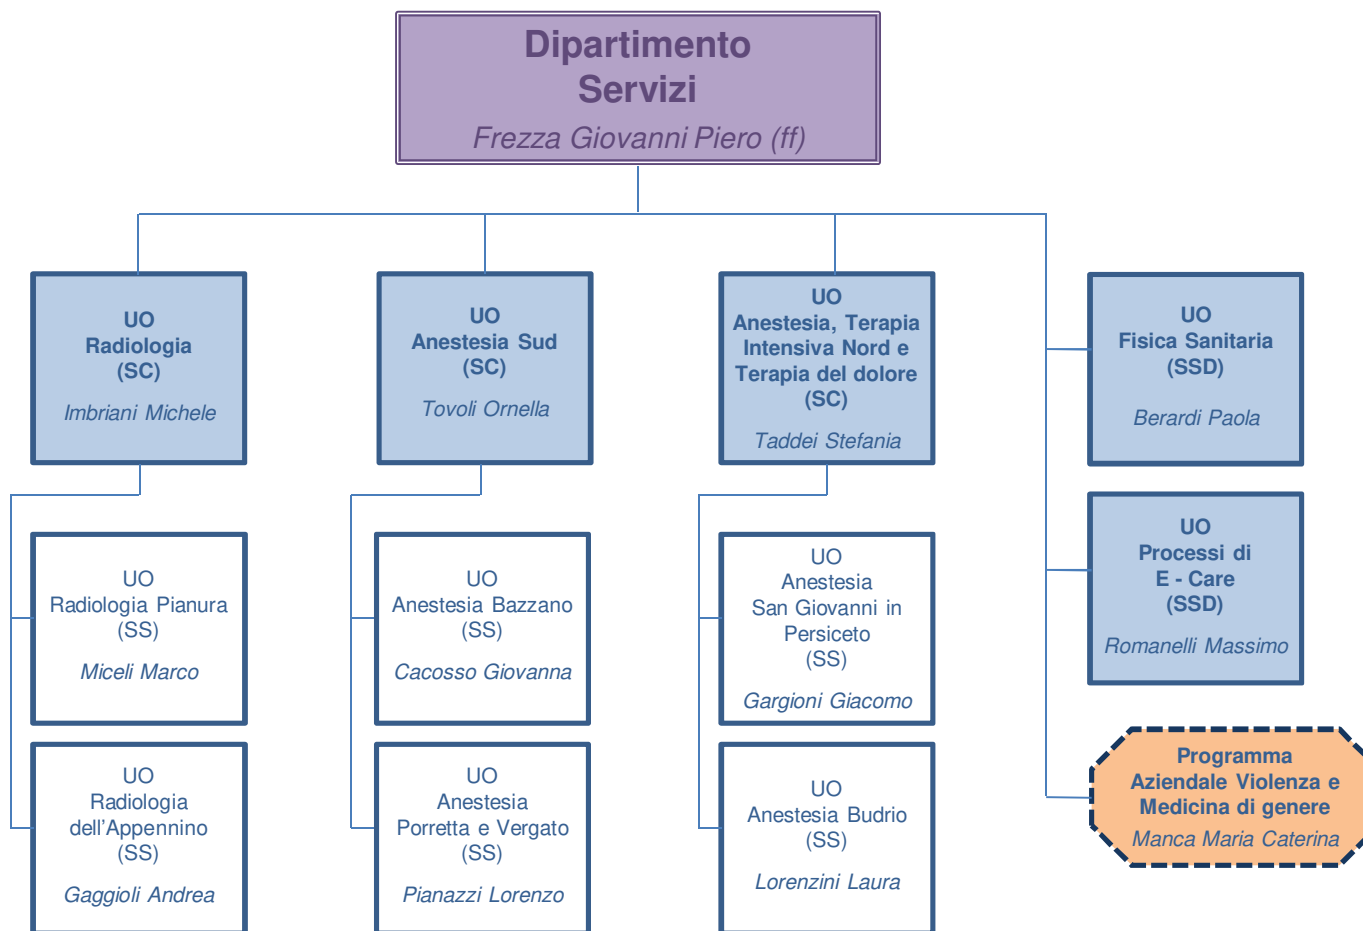 Dipartimento
Servizi
Frezza Giovanni Piero (ff)
UO
Radiologia
(SC)
Imbriani Michele
UO
Anestesia Sud
(SC)
Tovoli Ornella
UO
Anestesia, Terapia
Intensiva Nord e
Terapia del dolore
(SC)
Taddei Stefania
UO
Fisica Sanitaria
(SSD)
Berardi Paola
UO
Processi di
E - Care
(SSD)
Romanelli Massimo
UO
Radiologia Pianura
(SS)
Miceli Marco
UO
Anestesia Bazzano
(SS)
Cacosso Giovanna
UO
Anestesia
San Giovanni in
Persiceto
(SS)
Gargioni Giacomo
UO
Radiologia
dell'Appennino
(SS)
Gaggioli Andrea
UO
Anestesia
Porretta e Vergato
(SS)
Pianazzi Lorenzo
UO
Anestesia Budrio
(SS)
Lorenzini Laura
Programma
Aziendale Violenza e
Medicina di genere
Manca Maria Caterina